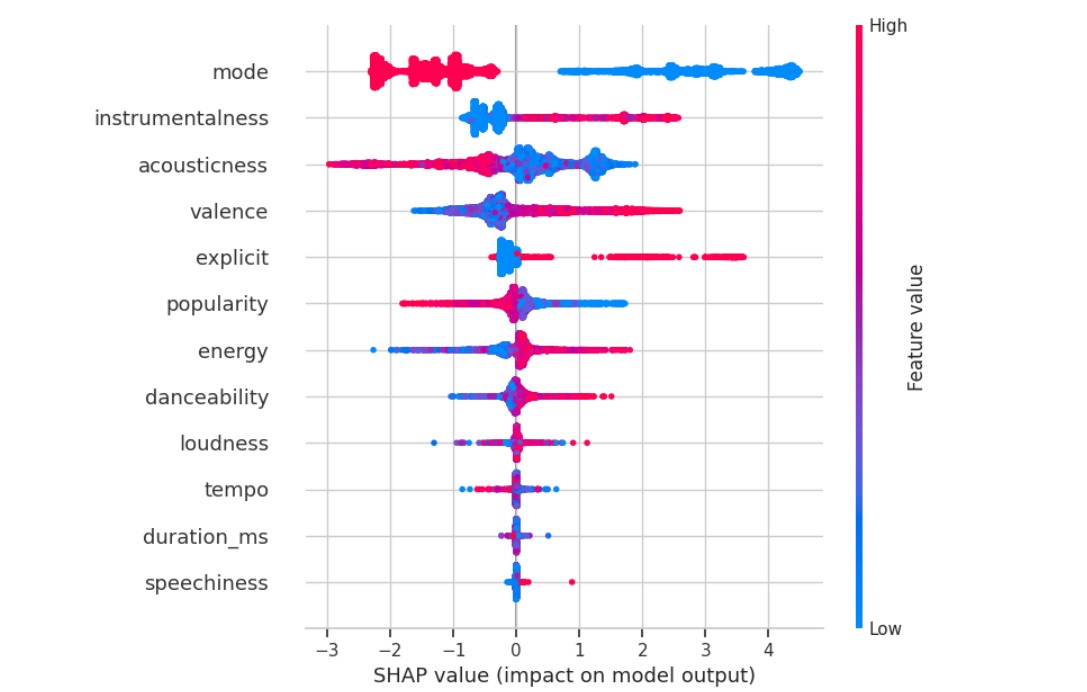 High
mode
instrumentalness
acousticness
valence
explicit
popularity
energy
danceability
loudness
tempo
duration_ms
speechiness
Feature value
Low
−3 −2 −1 0 1 2 3 4
SHAP value (impact on model output)